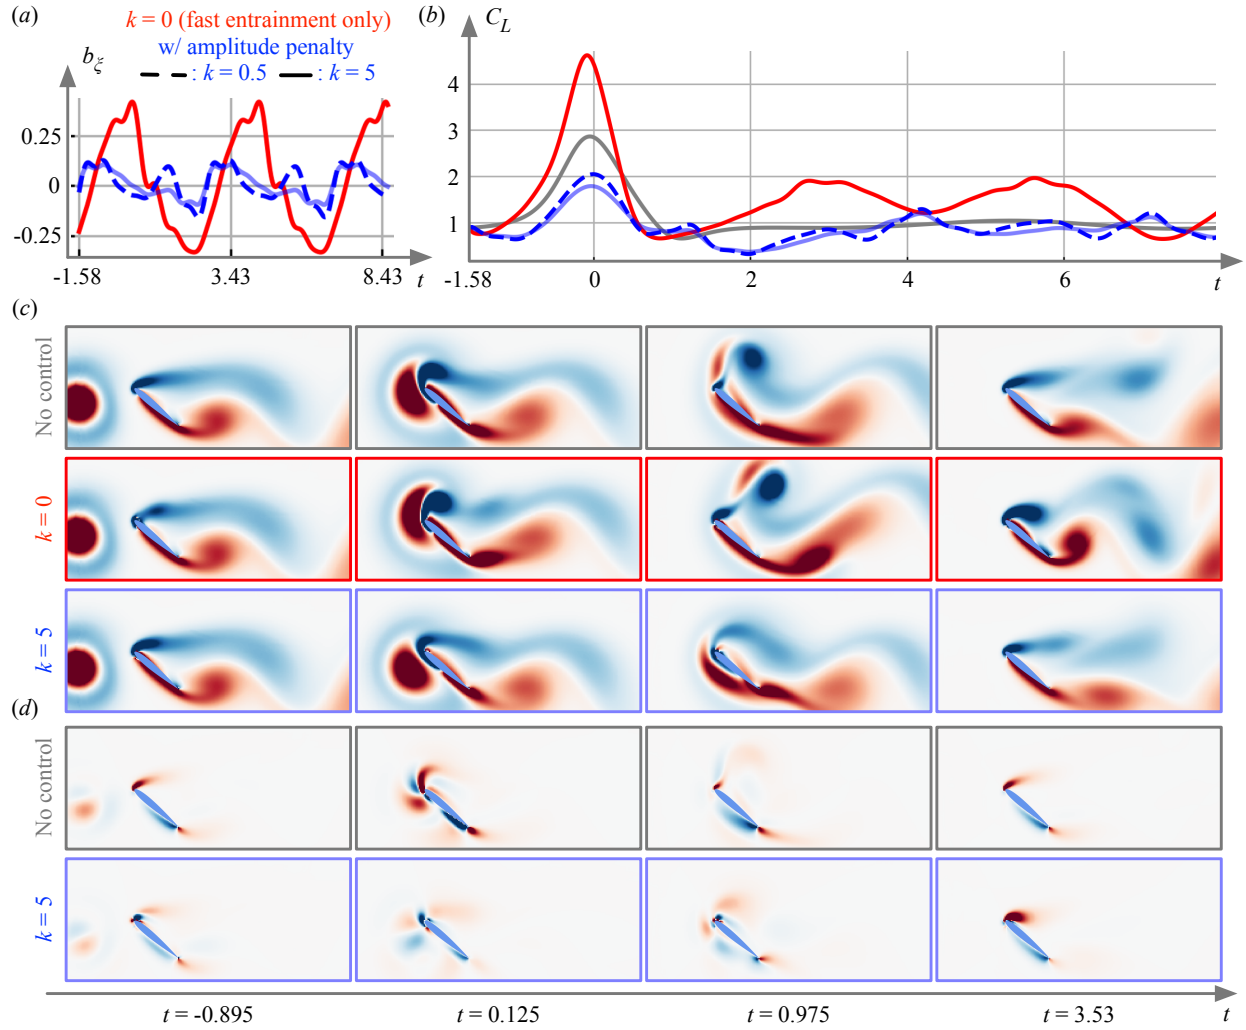 (a)
k = 0 (fast entrainment only)
w/ amplitude penalty
: k = 0.5
: k = 5
b_ξ
0.25
0
-0.25
-1.58
3.43
8.43
t
(b)
C_L
4
3
2
1
-1.58
0
2
4
6
t
(c)
No control
k = 0
k = 5
(d)
No control
k = 5
t = -0.895
t = 0.125
t = 0.975
t = 3.53
t